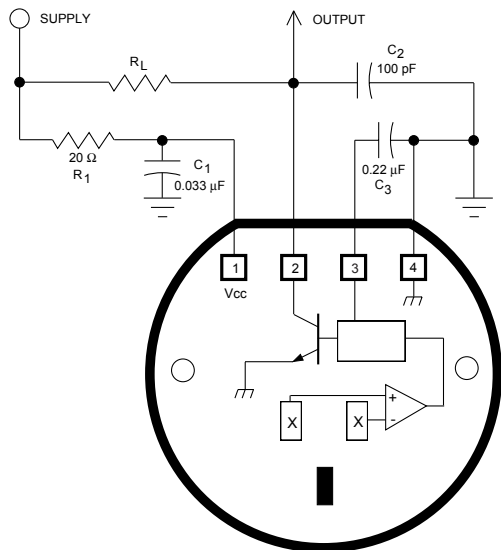 SUPPLY
OUTPUT
RL
C2
100 pF
20 Ω
R1
C1
0.033 µF
0.22 µF
C3
1
2
3
4
Vcc
X
X
+
-